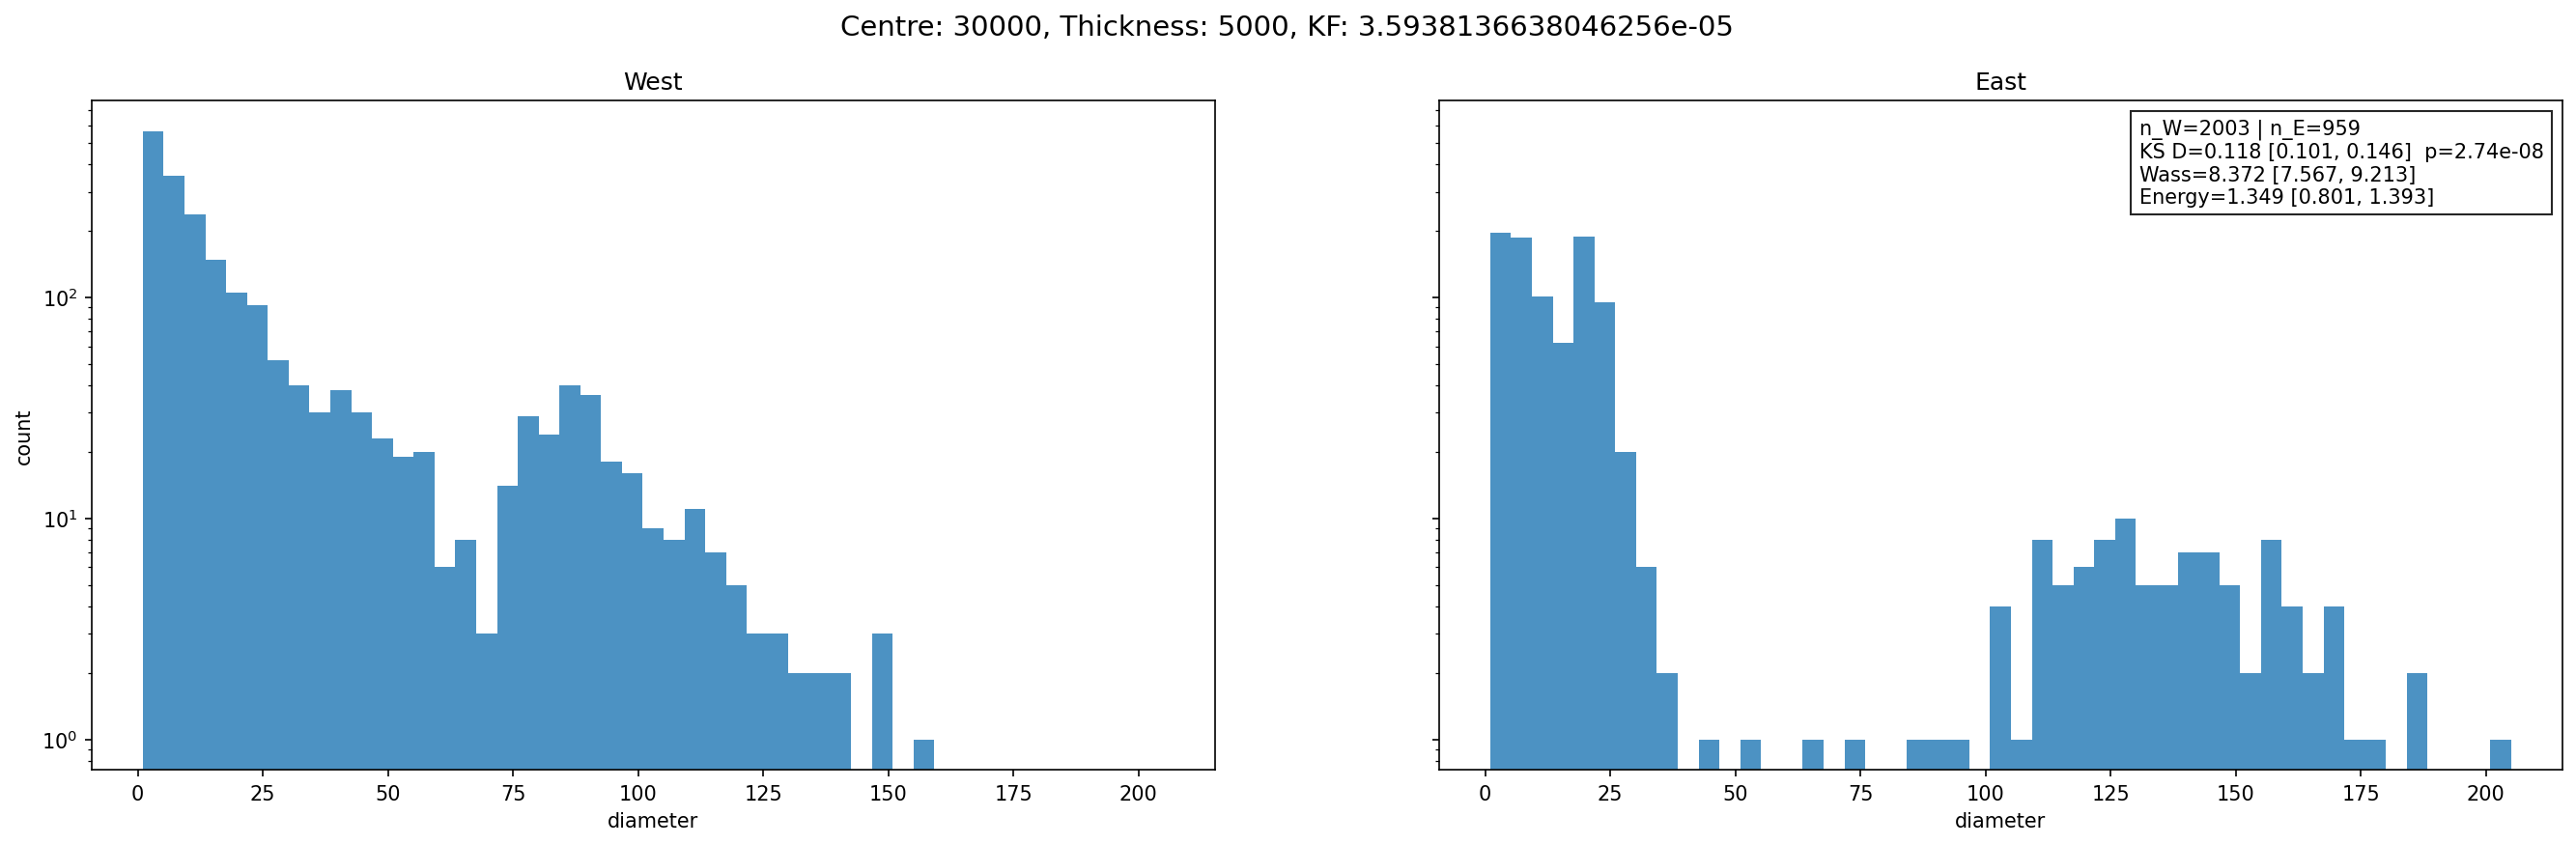 Centre: 30000, Thickness: 5000, KF: 3.5938136638046256e-05
West
10²
10¹
10⁰
count
0 25 50 75 100 125 150 175 200
diameter
East
n_W=2003 | n_E=959
KS D=0.118 [0.101, 0.146]  p=2.74e-08
Wass=8.372 [7.567, 9.213]
Energy=1.349 [0.801, 1.393]
0 25 50 75 100 125 150 175 200
diameter